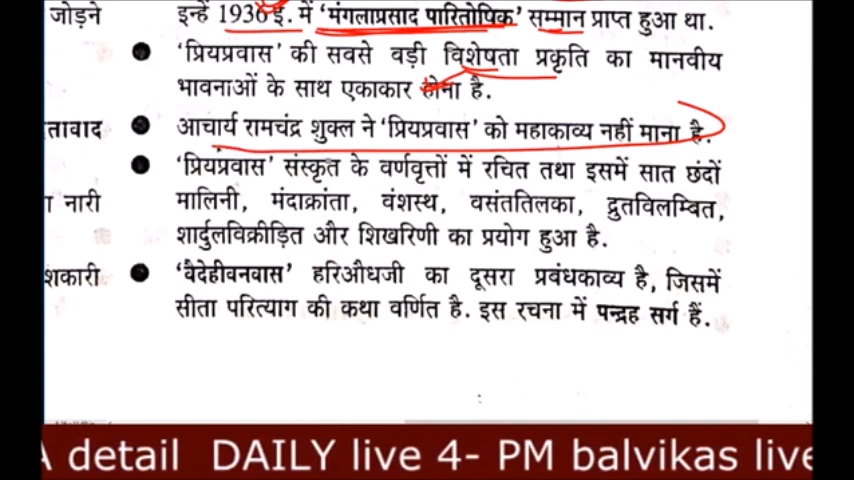 जोड़ने
इन्हें 1936 ई. में 'मंगलाप्रसाद पारितोषिक' सम्मान प्राप्त हुआ था.
● 'प्रियप्रवास' की सबसे बड़ी विशेषता प्रकृति का मानवीय
भावनाओं के साथ एकाकार होना है.
तावाद
● आचार्य रामचंद्र शुक्ल ने 'प्रियप्रवास' को महाकाव्य नहीं माना है.
● 'प्रियप्रवास' संस्कृत के वर्णवृत्तों में रचित तथा इसमें सात छंदों
ा नारी
मालिनी, मंदाक्रांता, वंशस्थ, वसंततिलका, द्रुतविलम्बित,
शार्दुलविक्रीड़ित और शिखरिणी का प्रयोग हुआ है.
शकारी
● 'वैदेहीवनवास' हरिऔधजी का दूसरा प्रबंधकाव्य है, जिसमें
सीता परित्याग की कथा वर्णित है. इस रचना में पन्द्रह सर्ग हैं.
A detail DAILY live 4- PM balvikas live